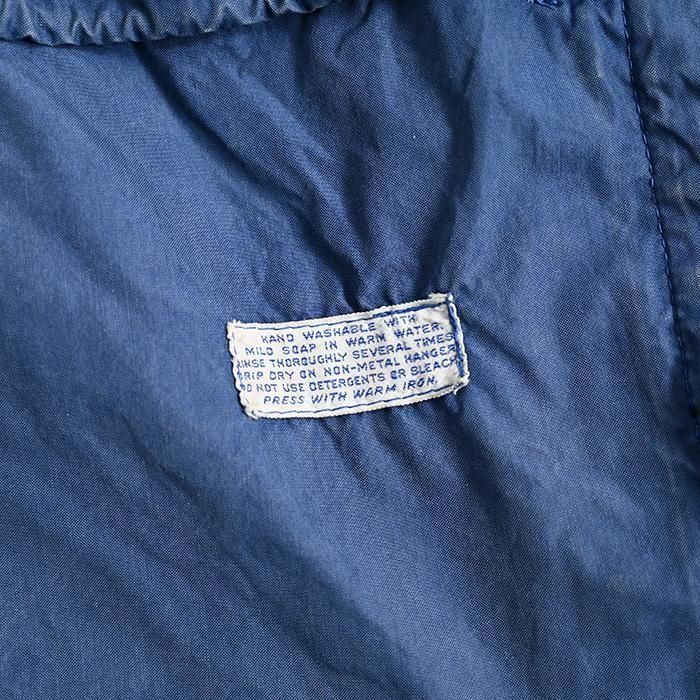 HAND WASHABLE WITH
MILD SOAP IN WARM WATER.
RINSE THOROUGHLY SEVERAL TIMES
DRIP DRY ON NON-METAL HANGER
DO NOT USE DETERGENTS OR BLEACH
PRESS WITH WARM IRON.